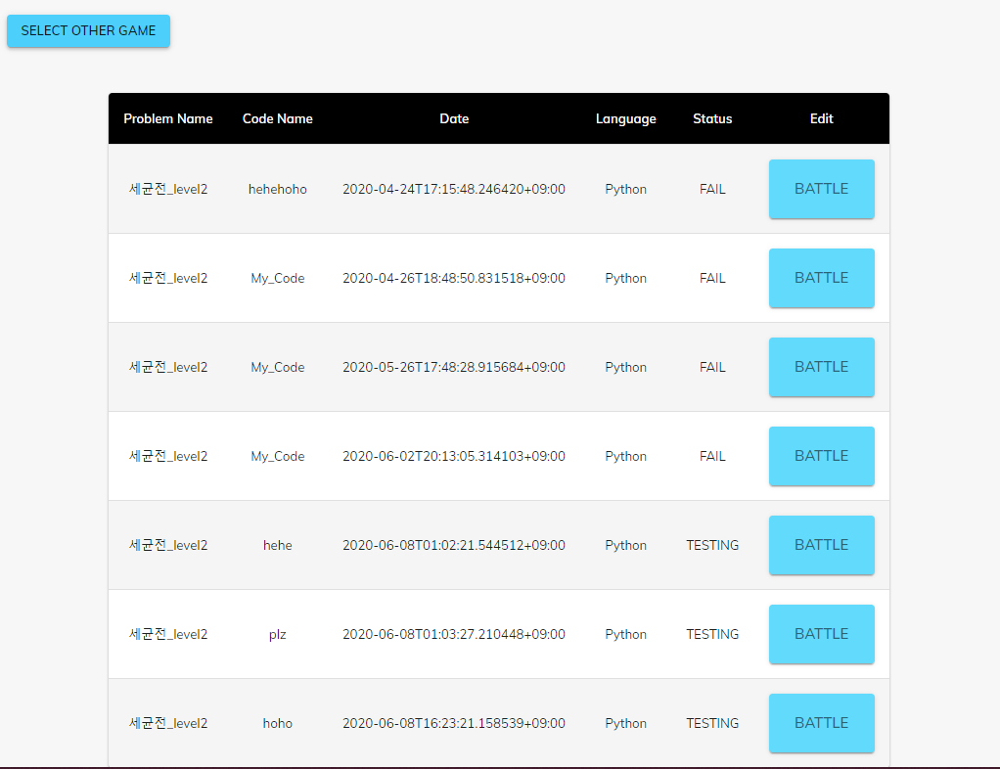 SELECT OTHER GAME
Problem Name Code Name Date Language Status Edit
세균전_level2 hehehoho 2020-04-24T17:15:48.246420+09:00 Python FAIL BATTLE
세균전_level2 My_Code 2020-04-26T18:48:50.831518+09:00 Python FAIL BATTLE
세균전_level2 My_Code 2020-05-26T17:48:28.915684+09:00 Python FAIL BATTLE
세균전_level2 My_Code 2020-06-02T20:13:05.314103+09:00 Python FAIL BATTLE
세균전_level2 hehe 2020-06-08T01:02:21.544512+09:00 Python TESTING BATTLE
세균전_level2 plz 2020-06-08T01:03:27.210448+09:00 Python TESTING BATTLE
세균전_level2 hoho 2020-06-08T16:23:21.158539+09:00 Python TESTING BATTLE